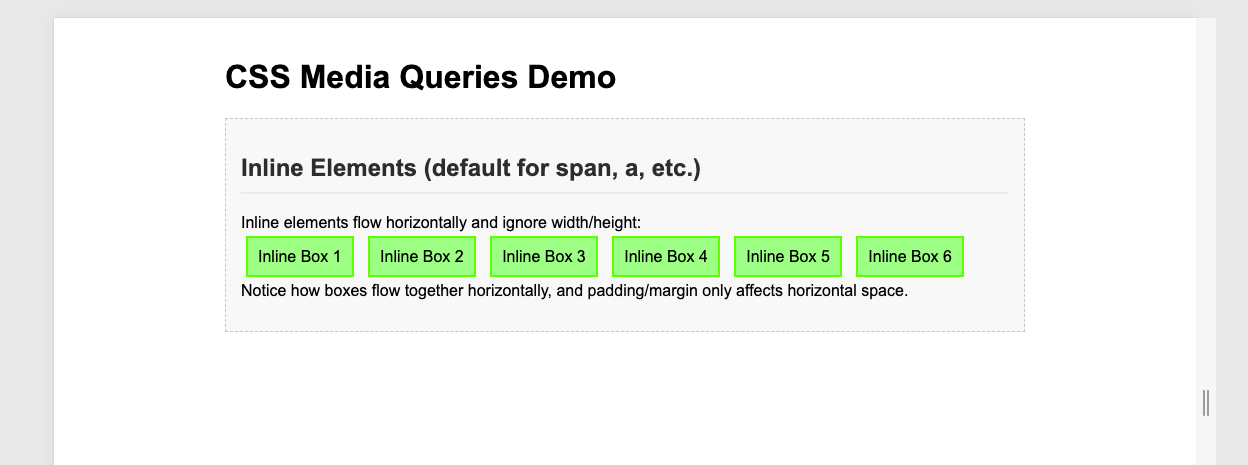 CSS Media Queries Demo
Inline Elements (default for span, a, etc.)
Inline elements flow horizontally and ignore width/height:
Inline Box 1 Inline Box 2 Inline Box 3 Inline Box 4 Inline Box 5 Inline Box 6
Notice how boxes flow together horizontally, and padding/margin only affects horizontal space.